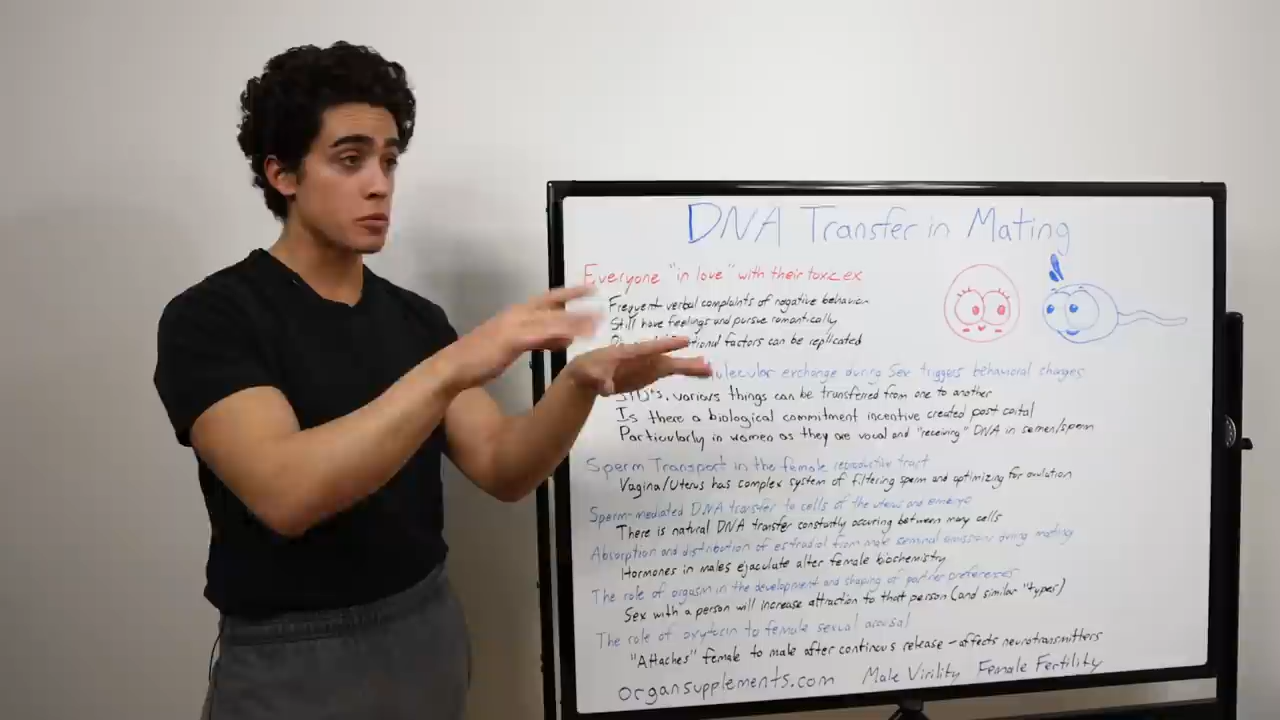 DNA Transfer in Mating
Everyone "in love" with their toxic ex
Frequent verbal complaints of negative behavior
Still have feelings and pursue romantically
factors can be replicated
exchange during Sex triggers behavioral changes
STD's, various things can be transferred from one to another
Is there a biological commitment incentive created post coital
Particularly in women as they are vocal and "receiving" DNA in semen/sperm
Sperm Transport in the female reproductive tract
Vagina/Uterus has complex system of filtering sperm and optimizing for ovulation
Sperm-mediated DNA transfer to cells of the uterus and embryo
There is natural DNA transfer constantly occuring between many cells
Absorption and distribution of estradiol from male seminal emissions during mating
Hormones in males ejaculate alter female biochemistry
The role of orgasm in the development and shaping of partner preferences
Sex with a person will increase attraction to that person (and similar "types")
The role of oxytocin to female sexual arousal
"Attaches" female to male after continous release - affects neurotransmitters
organsupplements.com Male Virility Female Fertility